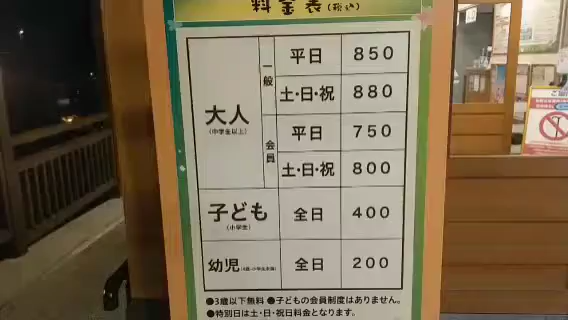 料金表(税込)
大人
(中学生以上)
一般
平日 850
土・日・祝 880
会員
平日 750
土・日・祝 800
子ども
(小学生)
全日 400
幼児
全日 200
●3歳以下無料 ●子どもの会員制度はありません。
●特別日は土・日・祝日料金となります。